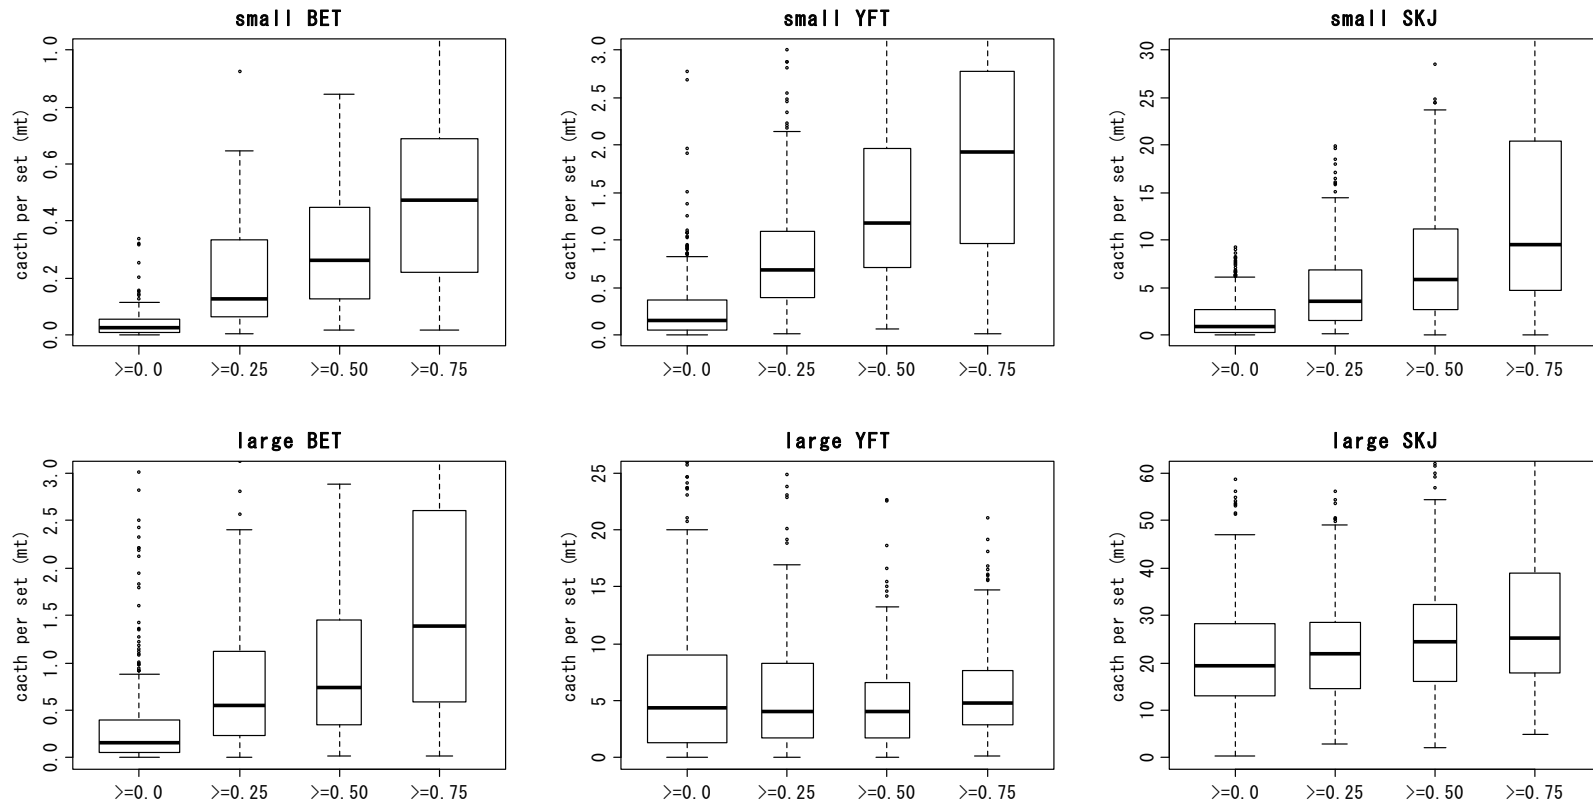 small BET
small YFT
small SKJ
cacth per set (mt)
0.0 0.2 0.4 0.6 0.8 1.0
>=0.0 >=0.25 >=0.50 >=0.75
cacth per set (mt)
0.0 0.5 1.0 1.5 2.0 2.5 3.0
>=0.0 >=0.25 >=0.50 >=0.75
cacth per set (mt)
0 5 10 15 20 25 30
>=0.0 >=0.25 >=0.50 >=0.75
large BET
large YFT
large SKJ
cacth per set (mt)
0.0 0.5 1.0 1.5 2.0 2.5 3.0
>=0.0 >=0.25 >=0.50 >=0.75
cacth per set (mt)
0 5 10 15 20 25
>=0.0 >=0.25 >=0.50 >=0.75
cacth per set (mt)
0 10 20 30 40 50 60
>=0.0 >=0.25 >=0.50 >=0.75